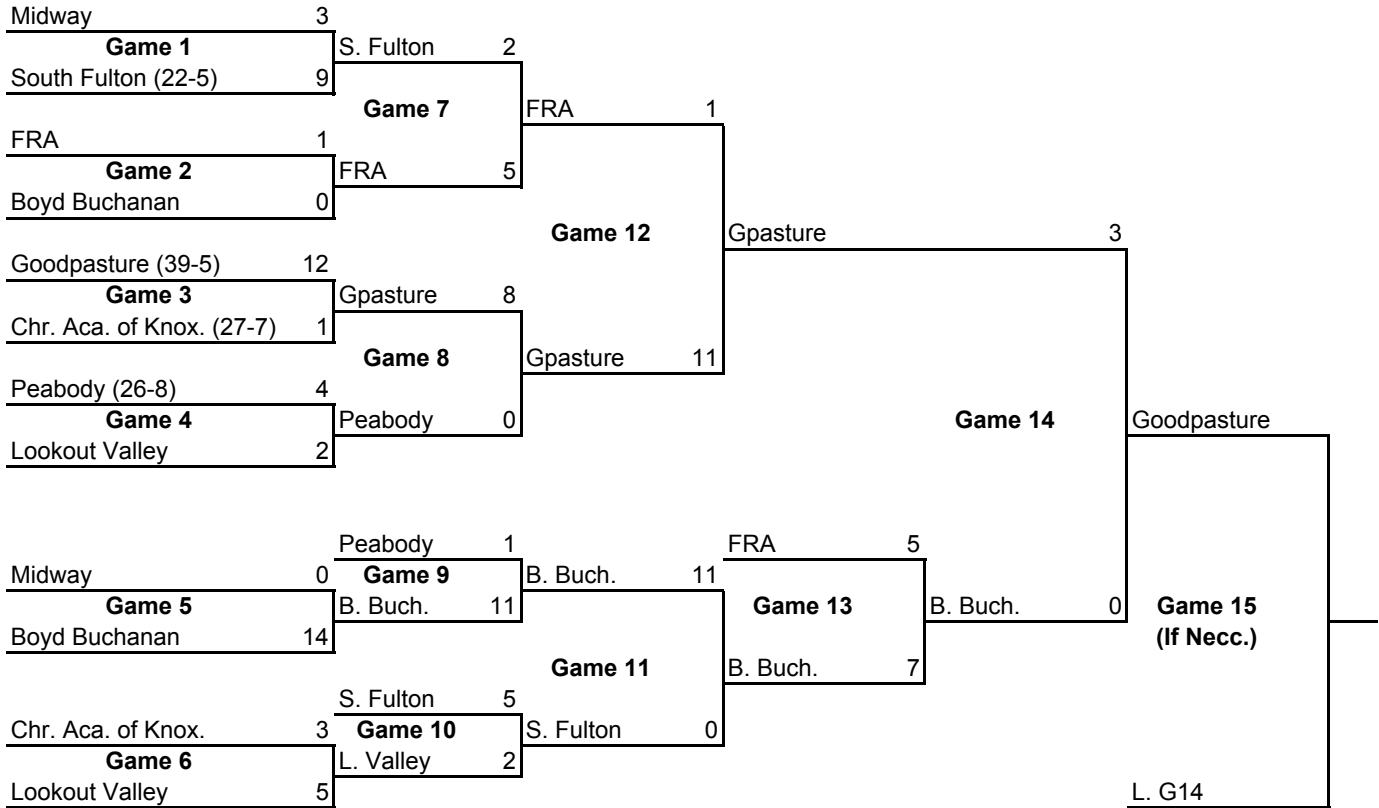 Midway 3
Game 1 S. Fulton 2
South Fulton (22-5) 9
Game 7 FRA 1
FRA 1
Game 2 FRA 5
Boyd Buchanan 0
Game 12 Gpasture 3
Goodpasture (39-5) 12
Game 3 Gpasture 8
Chr. Aca. of Knox. (27-7) 1
Game 8 Gpasture 11
Peabody (26-8) 4
Game 4 Peabody 0 Game 14 Goodpasture
Lookout Valley 2
Peabody 1 FRA 5
Midway 0 Game 9 B. Buch. 11
Game 5 B. Buch. 11 Game 13 B. Buch. 0 Game 15
Boyd Buchanan 14 (If Necc.)
Game 11 B. Buch. 7
S. Fulton 5
Chr. Aca. of Knox. 3 Game 10 S. Fulton 0
Game 6 L. Valley 2
Lookout Valley 5 L. G14